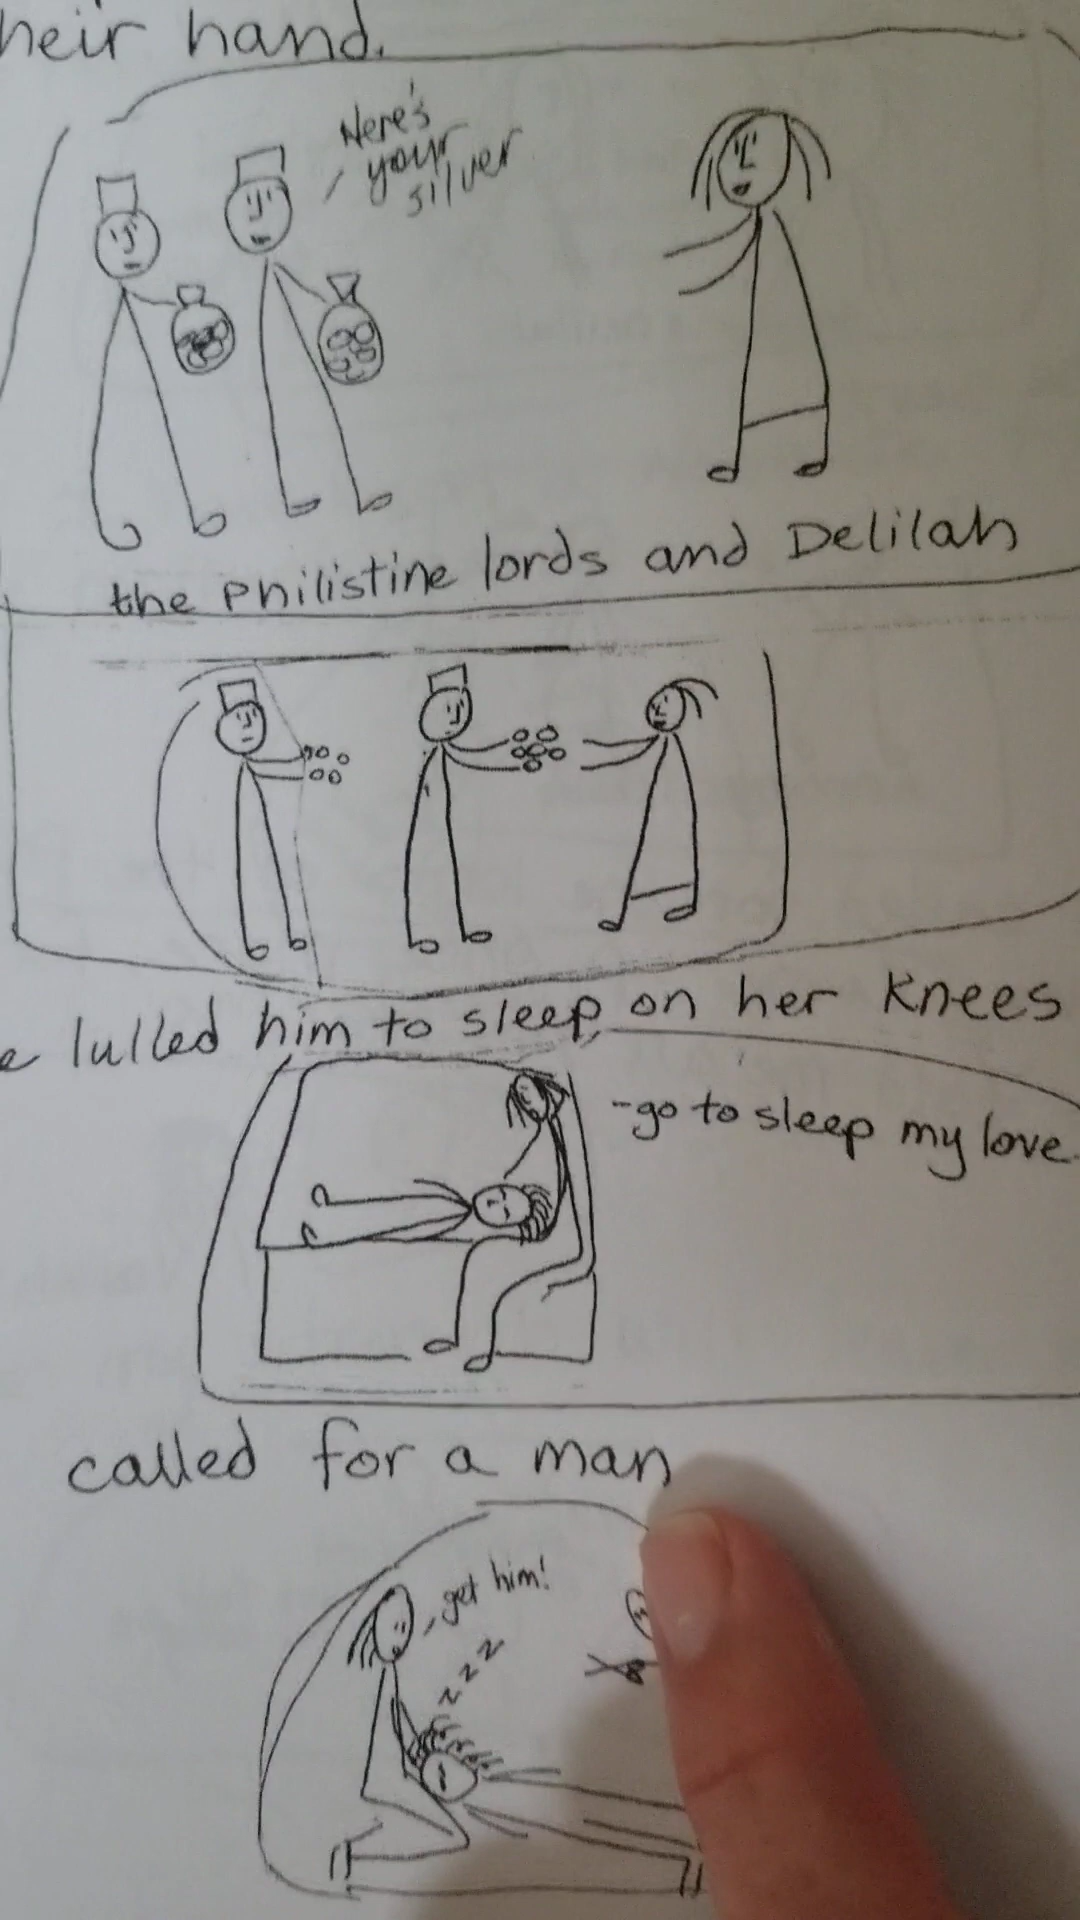 heir hand.
Here's
your
silver
the philistine lords and Delilah
e lulled him to sleep, on her knees
-go to sleep my love
called for a man
get him!
zzz